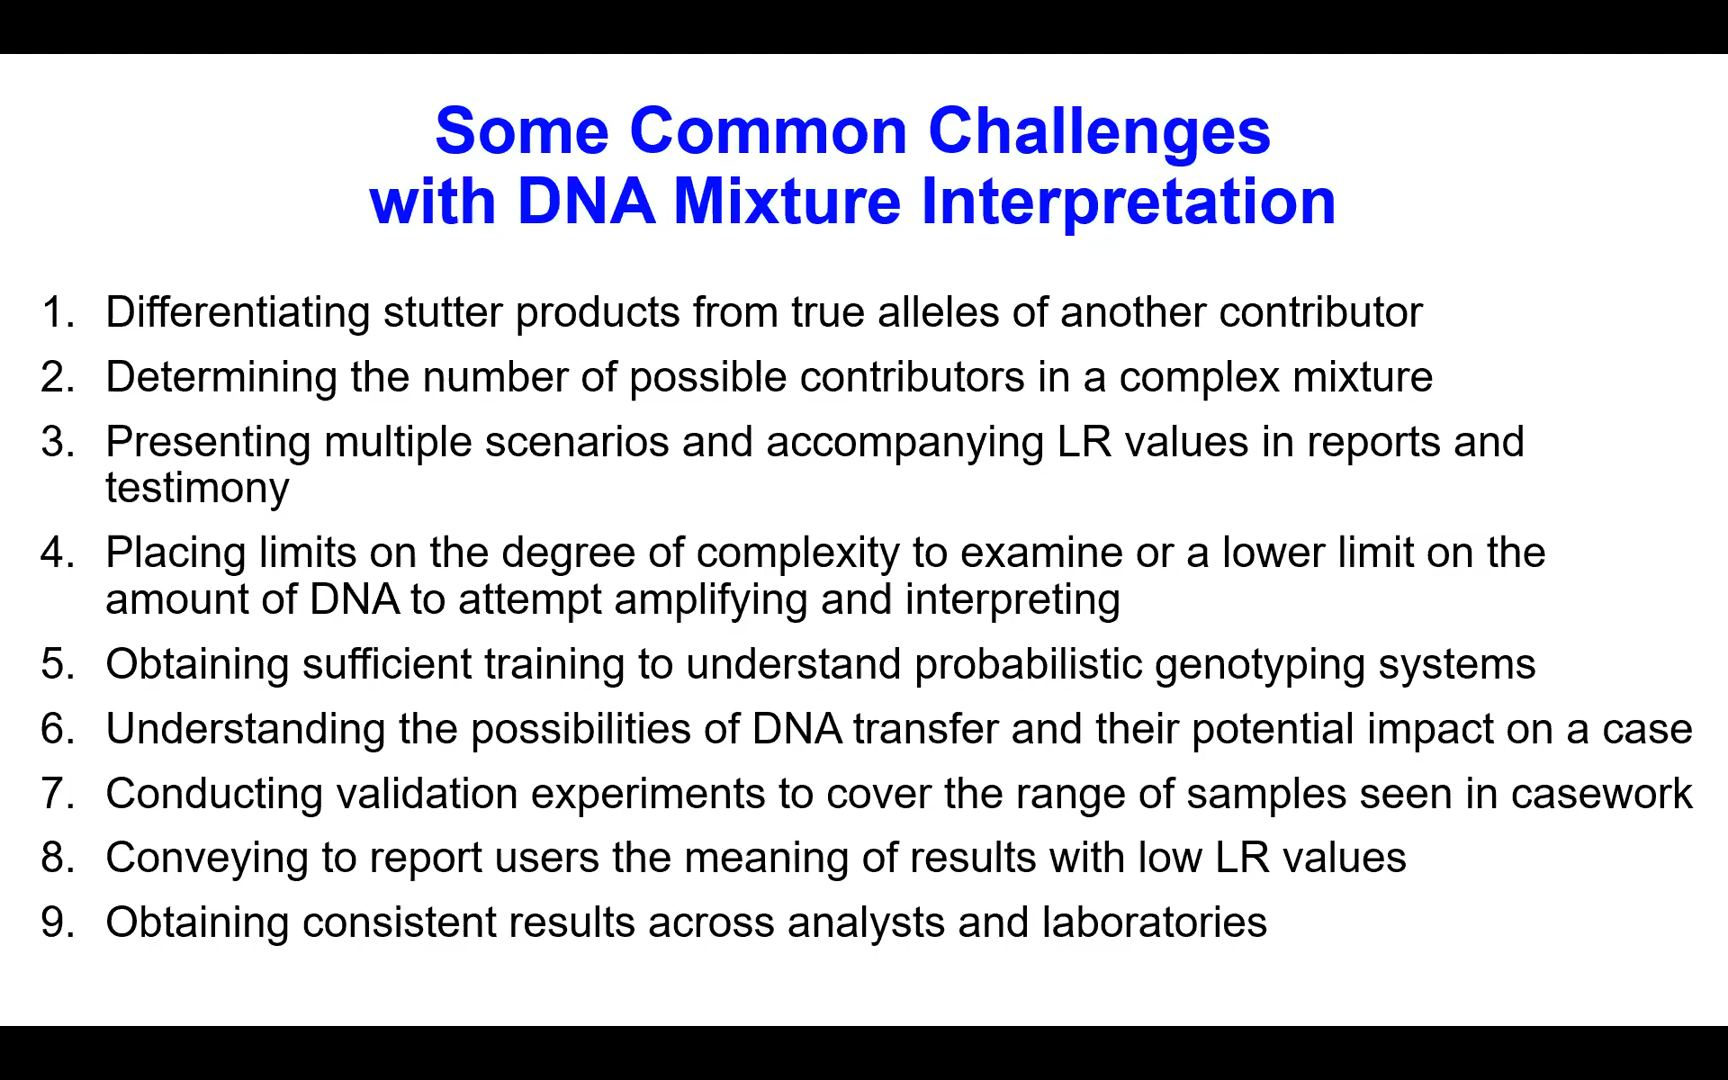 Some Common Challenges
with DNA Mixture Interpretation
1. Differentiating stutter products from true alleles of another contributor
2. Determining the number of possible contributors in a complex mixture
3. Presenting multiple scenarios and accompanying LR values in reports and
testimony
4. Placing limits on the degree of complexity to examine or a lower limit on the
amount of DNA to attempt amplifying and interpreting
5. Obtaining sufficient training to understand probabilistic genotyping systems
6. Understanding the possibilities of DNA transfer and their potential impact on a case
7. Conducting validation experiments to cover the range of samples seen in casework
8. Conveying to report users the meaning of results with low LR values
9. Obtaining consistent results across analysts and laboratories